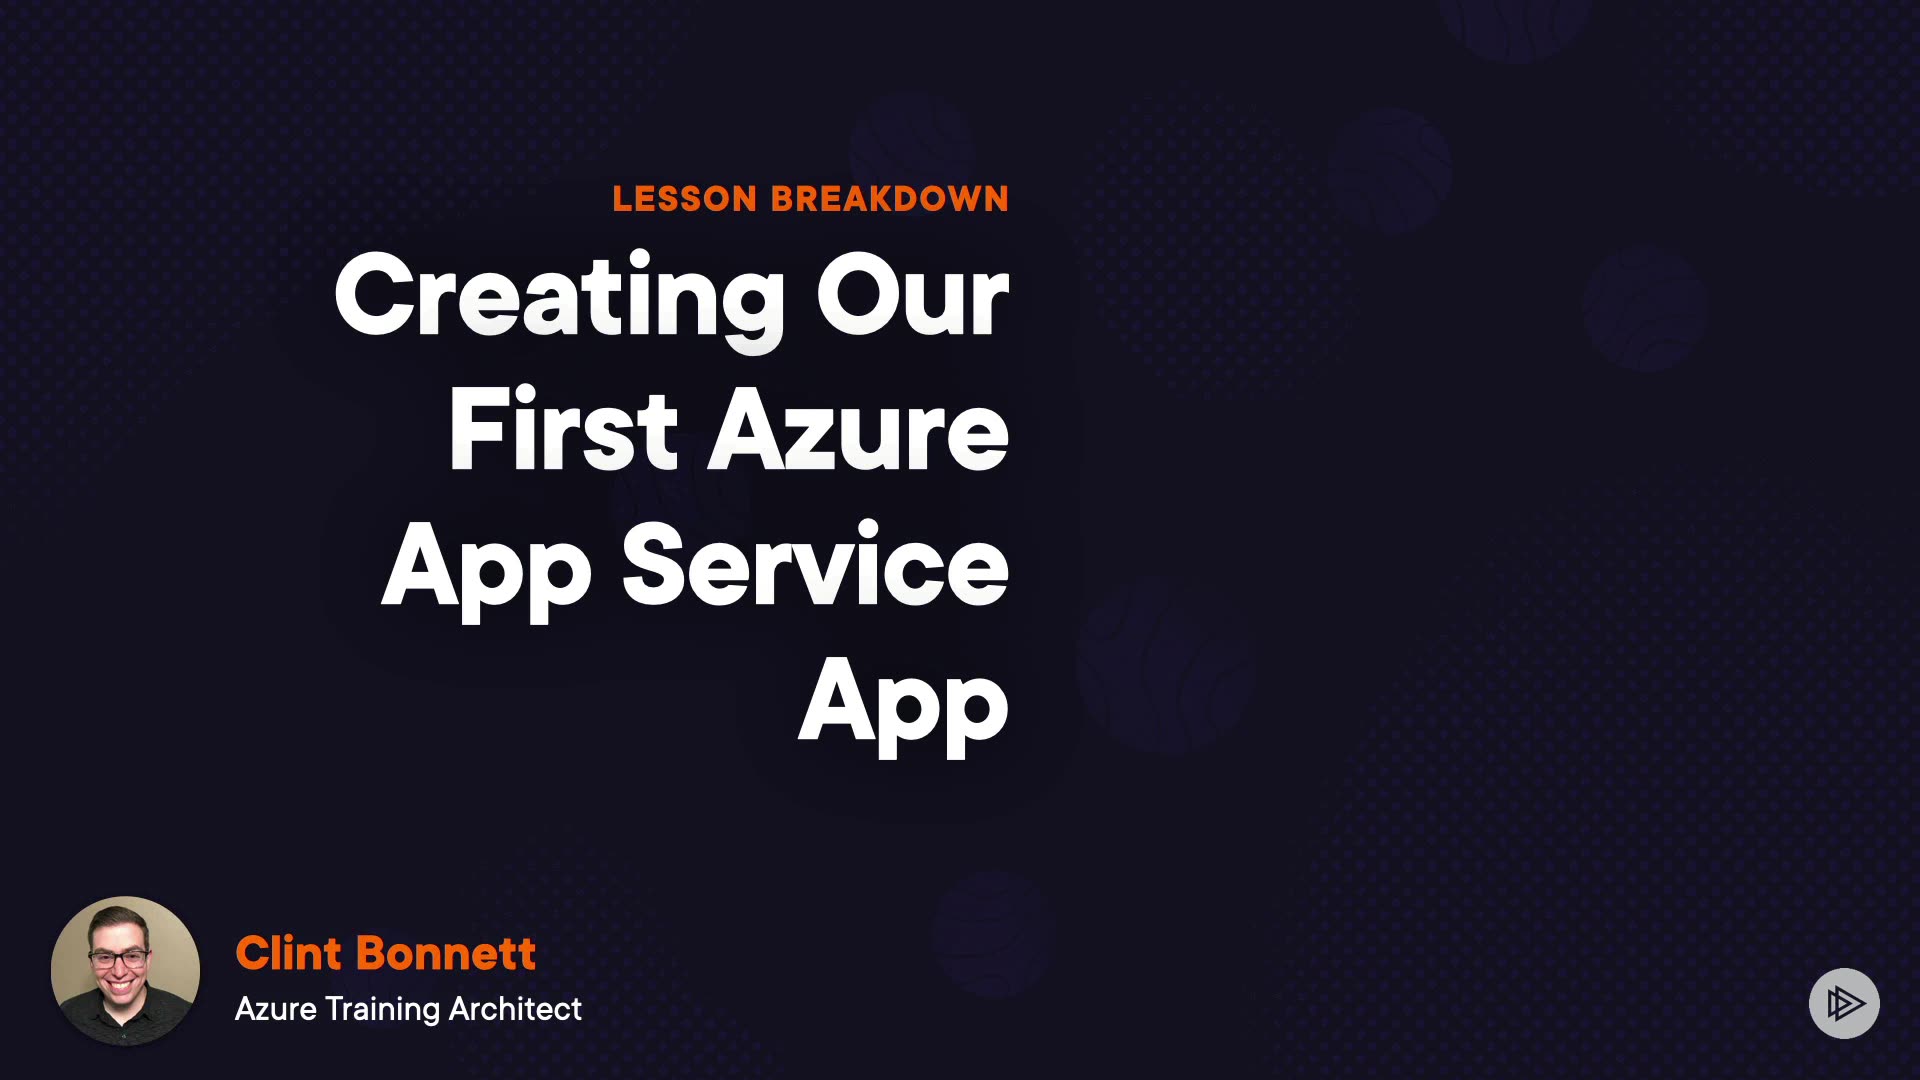 LESSON BREAKDOWN
Creating Our
First Azure
App Service
App
Clint Bonnett
Azure Training Architect